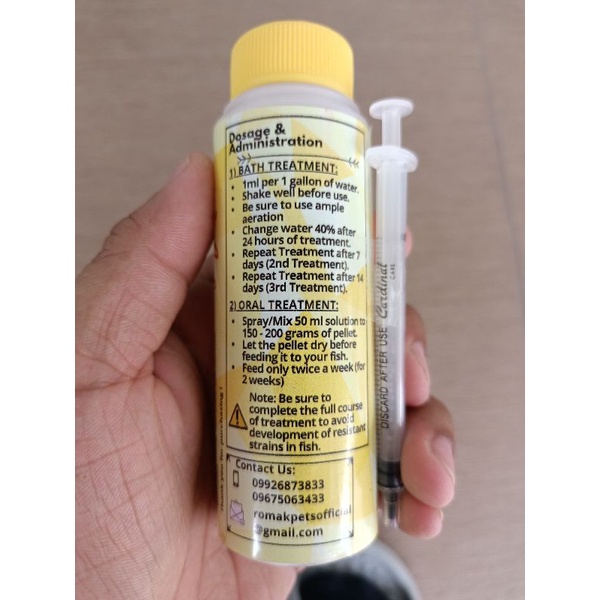 Dosage &
Administration
1) BATH TREATMENT:
• 1ml per 1 gallon of water.
• Shake well before use.
• Be sure to use ample
aeration
• Change water 40% after
24 hours of treatment.
• Repeat Treatment after 7
days (2nd Treatment).
• Repeat Treatment after 14
days (3rd Treatment).
2) ORAL TREATMENT:
• Spray/Mix 50 ml solution to
150 - 200 grams of pellet.
• Let the pellet dry before
feeding it to your fish.
• Feed only twice a week (for
2 weeks)
Note: Be sure to
complete the full course
of treatment to avoid
development of resistant
strains in fish.
Contact Us:
09926873833
09675063433
romakpetsofficial
@gmail.com
Thank you for purchasing!
Cardinal
CARE
DISCARD AFTER USE